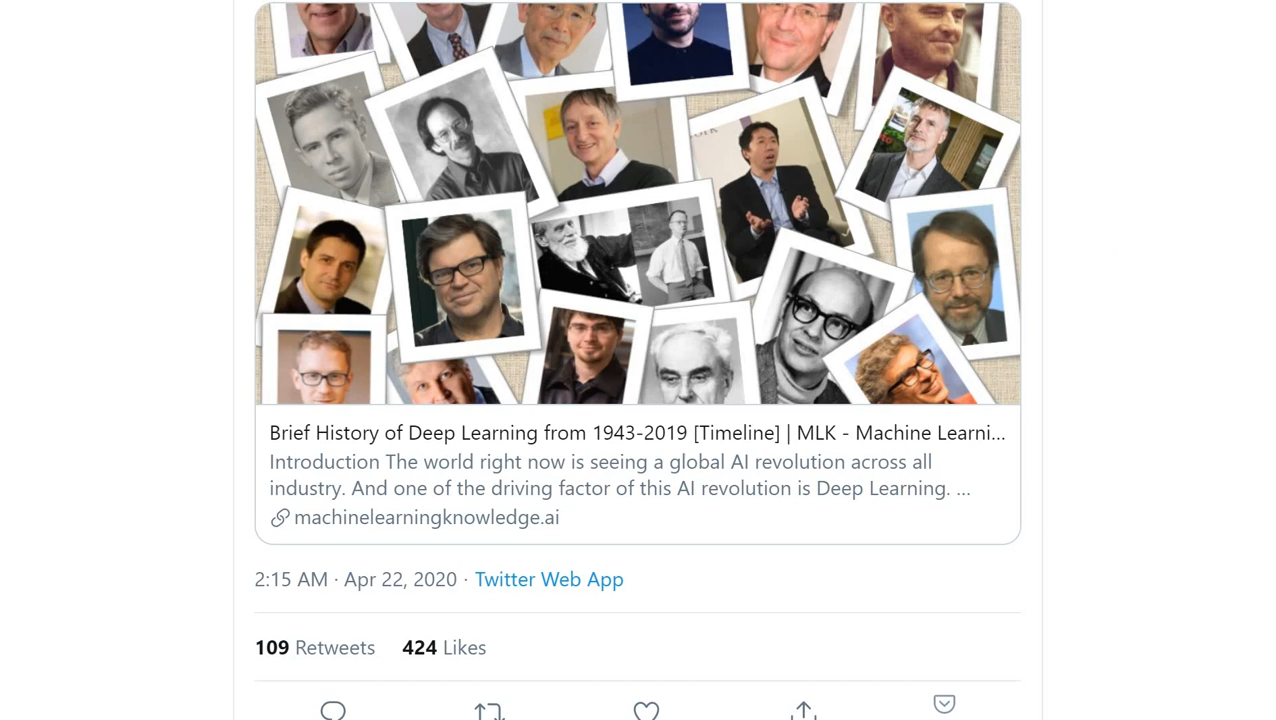 Brief History of Deep Learning from 1943-2019 [Timeline] | MLK - Machine Learni...
Introduction The world right now is seeing a global AI revolution across all
industry. And one of the driving factor of this AI revolution is Deep Learning. ...
machinelearningknowledge.ai
2:15 AM · Apr 22, 2020 · Twitter Web App
109 Retweets 424 Likes